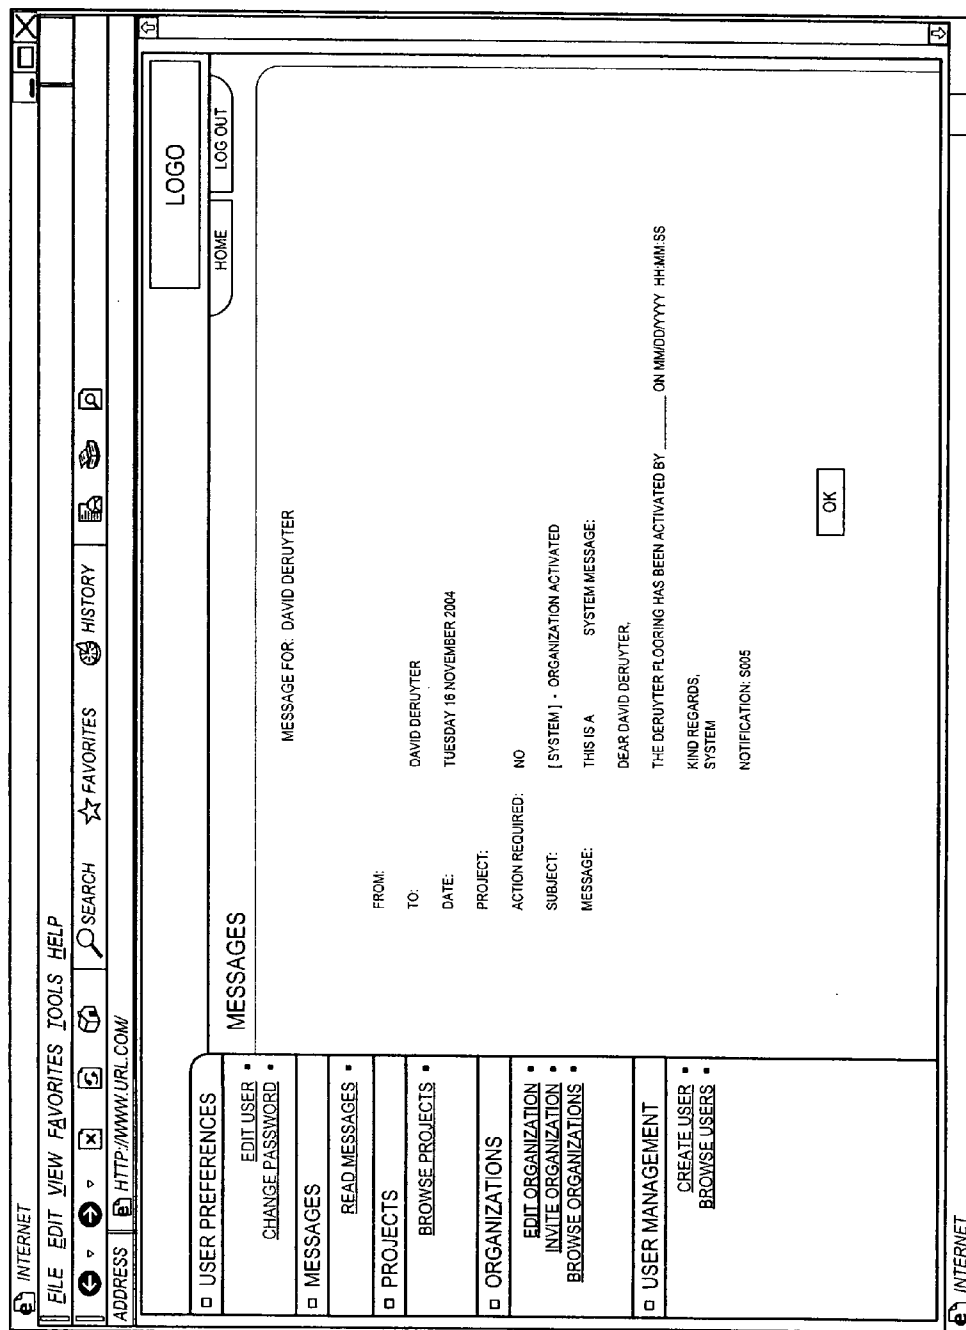 INTERNET
FILE EDIT VIEW FAVORITES TOOLS HELP
SEARCH FAVORITES HISTORY
ADDRESS HTTP://WWW.URL.COM/
LOGO
HOME LOG OUT
USER PREFERENCES
EDIT USER
CHANGE PASSWORD
MESSAGES
READ MESSAGES
PROJECTS
BROWSE PROJECTS
ORGANIZATIONS
EDIT ORGANIZATION
INVITE ORGANIZATION
BROWSE ORGANIZATIONS
USER MANAGEMENT
CREATE USER
BROWSE USERS
MESSAGES
MESSAGE FOR: DAVID DERUYTER
FROM:
TO: DAVID DERUYTER
DATE: TUESDAY 16 NOVEMBER 2004
PROJECT:
ACTION REQUIRED: NO
SUBJECT: [ SYSTEM ] - ORGANIZATION ACTIVATED
MESSAGE: THIS IS A SYSTEM MESSAGE:
DEAR DAVID DERUYTER,
THE DERUYTER FLOORING HAS BEEN ACTIVATED BY ________ ON MM/DD/YYYY HH:MM:SS
KIND REGARDS,
SYSTEM
NOTIFICATION: S005
OK
INTERNET